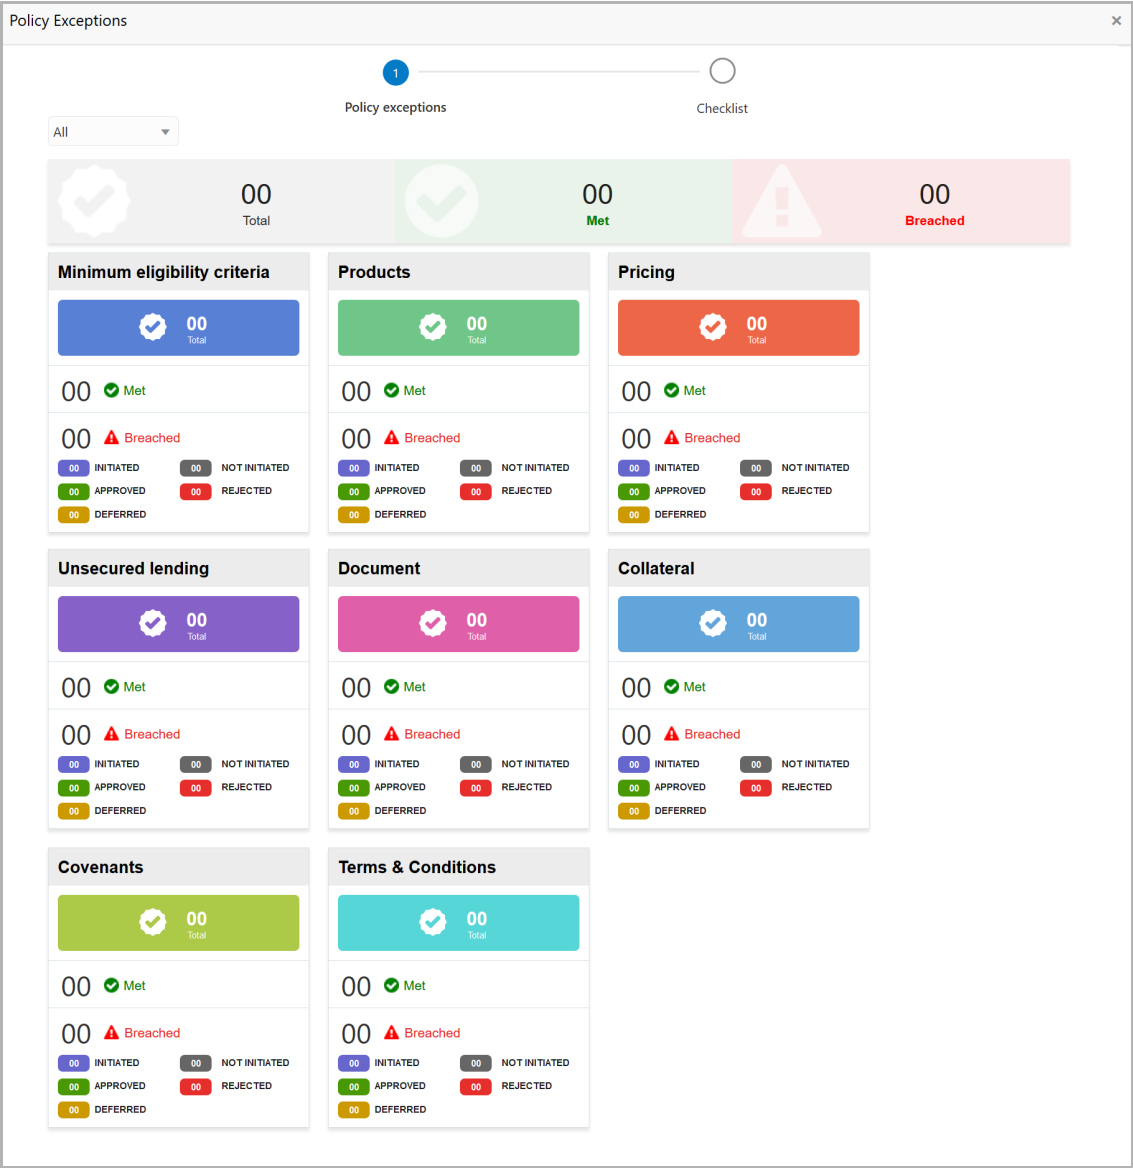 Policy Exceptions ×
1
Policy exceptions Checklist
All
00 00 00
Total Met Breached
Minimum eligibility criteria Products Pricing
00 00 00
Total Total Total
00 Met 00 Met 00 Met
00 Breached 00 Breached 00 Breached
00 INITIATED 00 NOT INITIATED 00 INITIATED 00 NOT INITIATED 00 INITIATED 00 NOT INITIATED
00 APPROVED 00 REJECTED 00 APPROVED 00 REJECTED 00 APPROVED 00 REJECTED
00 DEFERRED 00 DEFERRED 00 DEFERRED
Unsecured lending Document Collateral
00 00 00
Total Total Total
00 Met 00 Met 00 Met
00 Breached 00 Breached 00 Breached
00 INITIATED 00 NOT INITIATED 00 INITIATED 00 NOT INITIATED 00 INITIATED 00 NOT INITIATED
00 APPROVED 00 REJECTED 00 APPROVED 00 REJECTED 00 APPROVED 00 REJECTED
00 DEFERRED 00 DEFERRED 00 DEFERRED
Covenants Terms & Conditions
00 00
Total Total
00 Met 00 Met
00 Breached 00 Breached
00 INITIATED 00 NOT INITIATED 00 INITIATED 00 NOT INITIATED
00 APPROVED 00 REJECTED 00 APPROVED 00 REJECTED
00 DEFERRED 00 DEFERRED